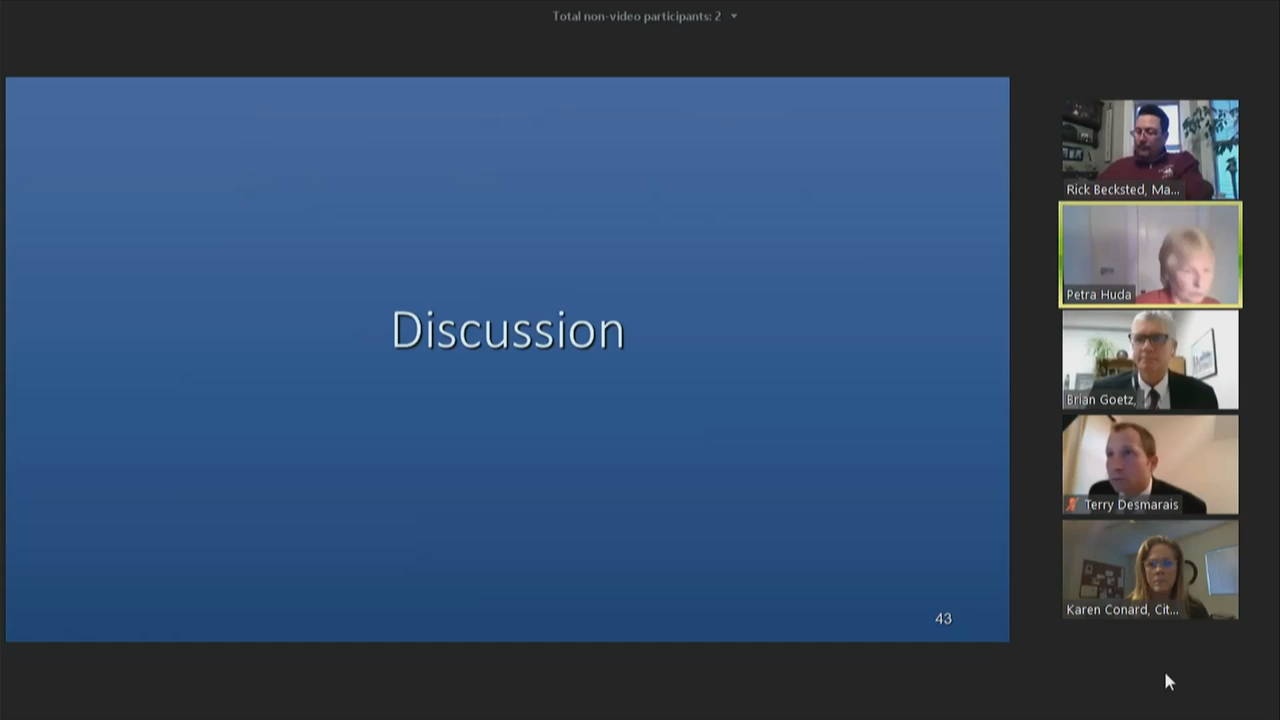 Total non-video participants: 2
Discussion
43
Rick Becksted, Ma...
Petra Huda
Brian Goetz,
Terry Desmarais
Karen Conard, Cit...